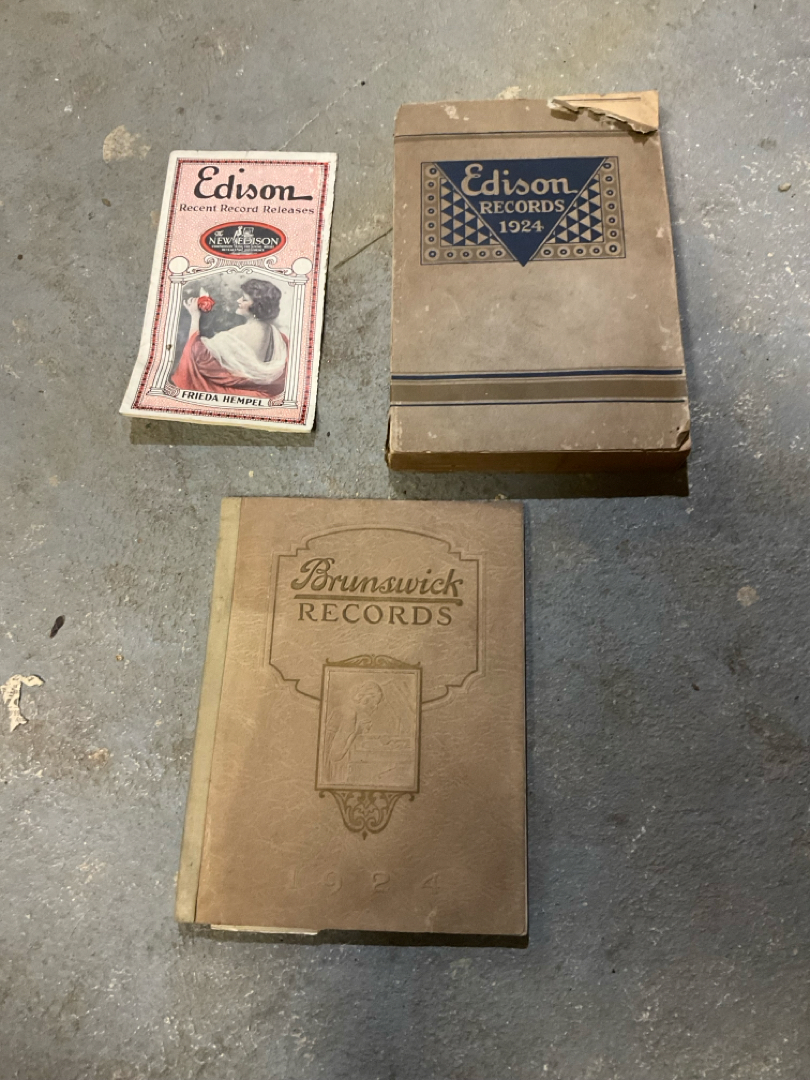 Edison
Recent Record Releases
The
NEW EDISON
FRIEDA HEMPEL
Edison
RECORDS
1924
Brunswick
RECORDS
1924